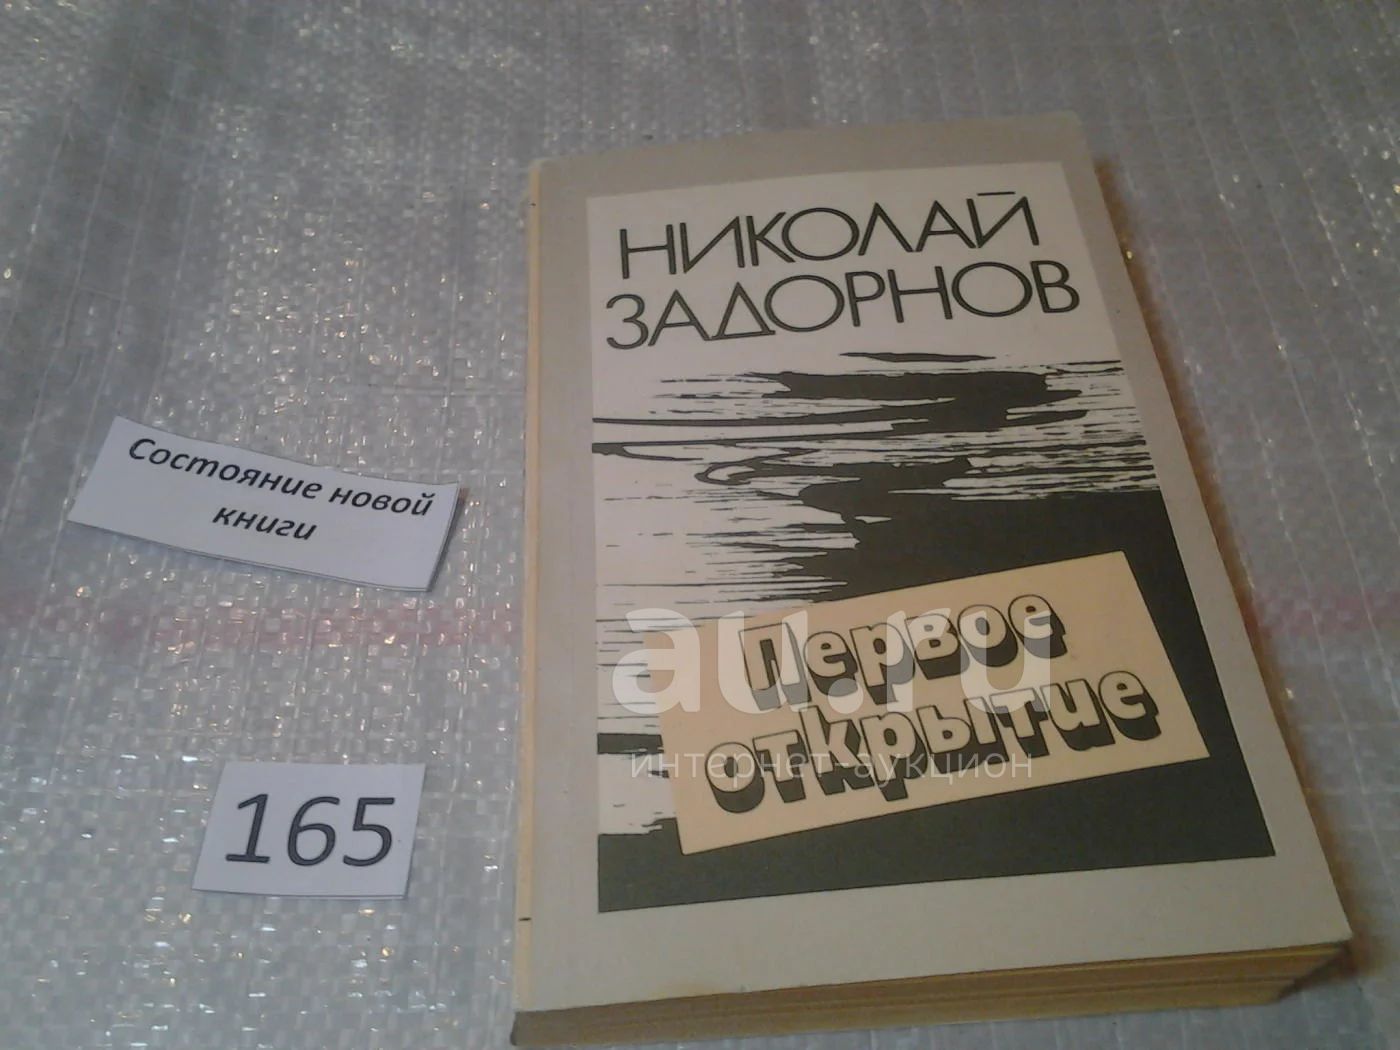 НИКОЛАЙ
ЗАДОРНОВ
Состояние новой
книги
Первое
открытие
au.ru
интернет-аукцион
165